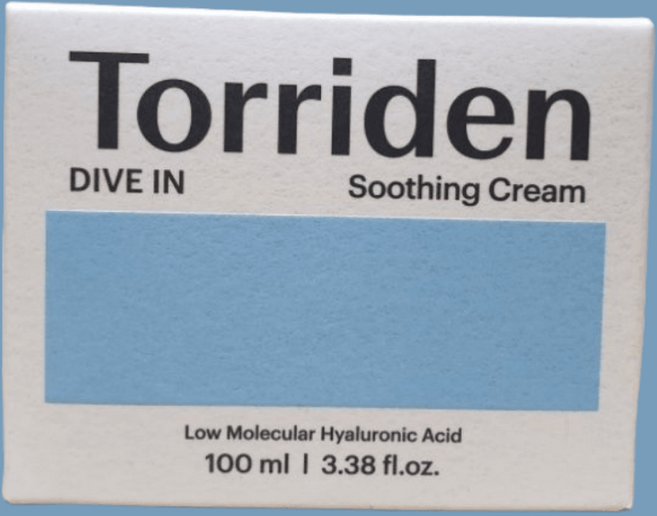 Torriden
DIVE IN Soothing Cream
Low Molecular Hyaluronic Acid
100 ml | 3.38 fl.oz.